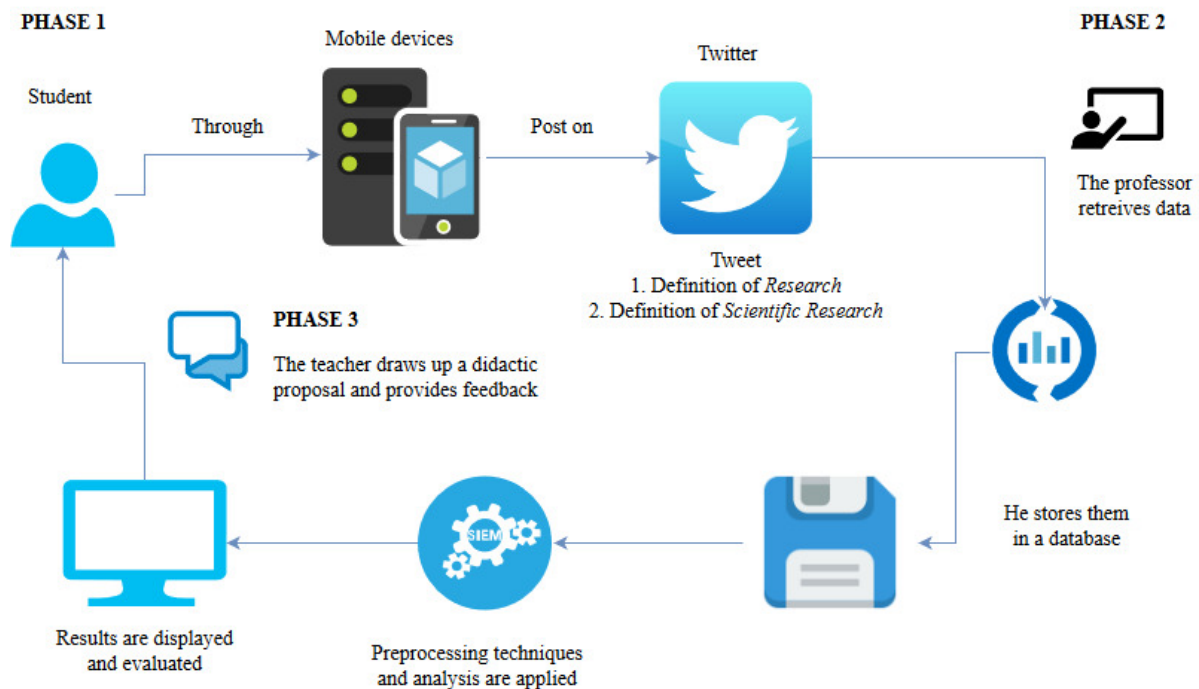 PHASE 1
Student
Through
Mobile devices
Post on
Twitter
Tweet
1. Definition of Research
2. Definition of Scientific Research
PHASE 2
The professor
retreives data
He stores them
in a database
SIEM
Preprocessing techniques
and analysis are applied
Results are displayed
and evaluated
PHASE 3
The teacher draws up a didactic
proposal and provides feedback